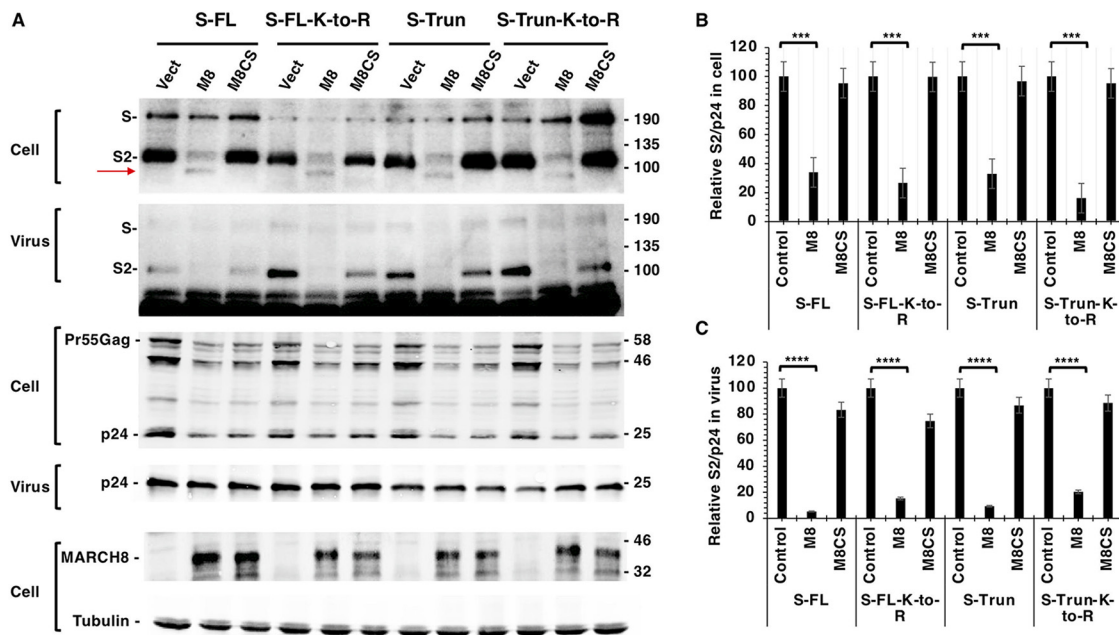 A
S-FL S-FL-K-to-R S-Trun S-Trun-K-to-R
Vect M8 M8CS Vect M8 M8CS Vect M8 M8CS Vect M8 M8CS
Cell
S-
S2-
- 190
- 135
- 100
Virus
S-
S2-
- 190
- 135
- 100
Cell
Pr55Gag-
p24 -
- 58
- 46
- 25
Virus
p24 -
- 25
Cell
MARCH8 -
Tubulin -
- 46
- 32
B
Relative S2/p24 in cell
120
100
80
60
40
20
0
*** *** *** ***
Control M8 M8CS Control M8 M8CS Control M8 M8CS Control M8 M8CS
S-FL S-FL-K-to-R S-Trun S-Trun-K-to-R
C
Relative S2/p24 in virus
120
100
80
60
40
20
0
**** **** **** ****
Control M8 M8CS Control M8 M8CS Control M8 M8CS Control M8 M8CS
S-FL S-FL-K-to-R S-Trun S-Trun-K-to-R